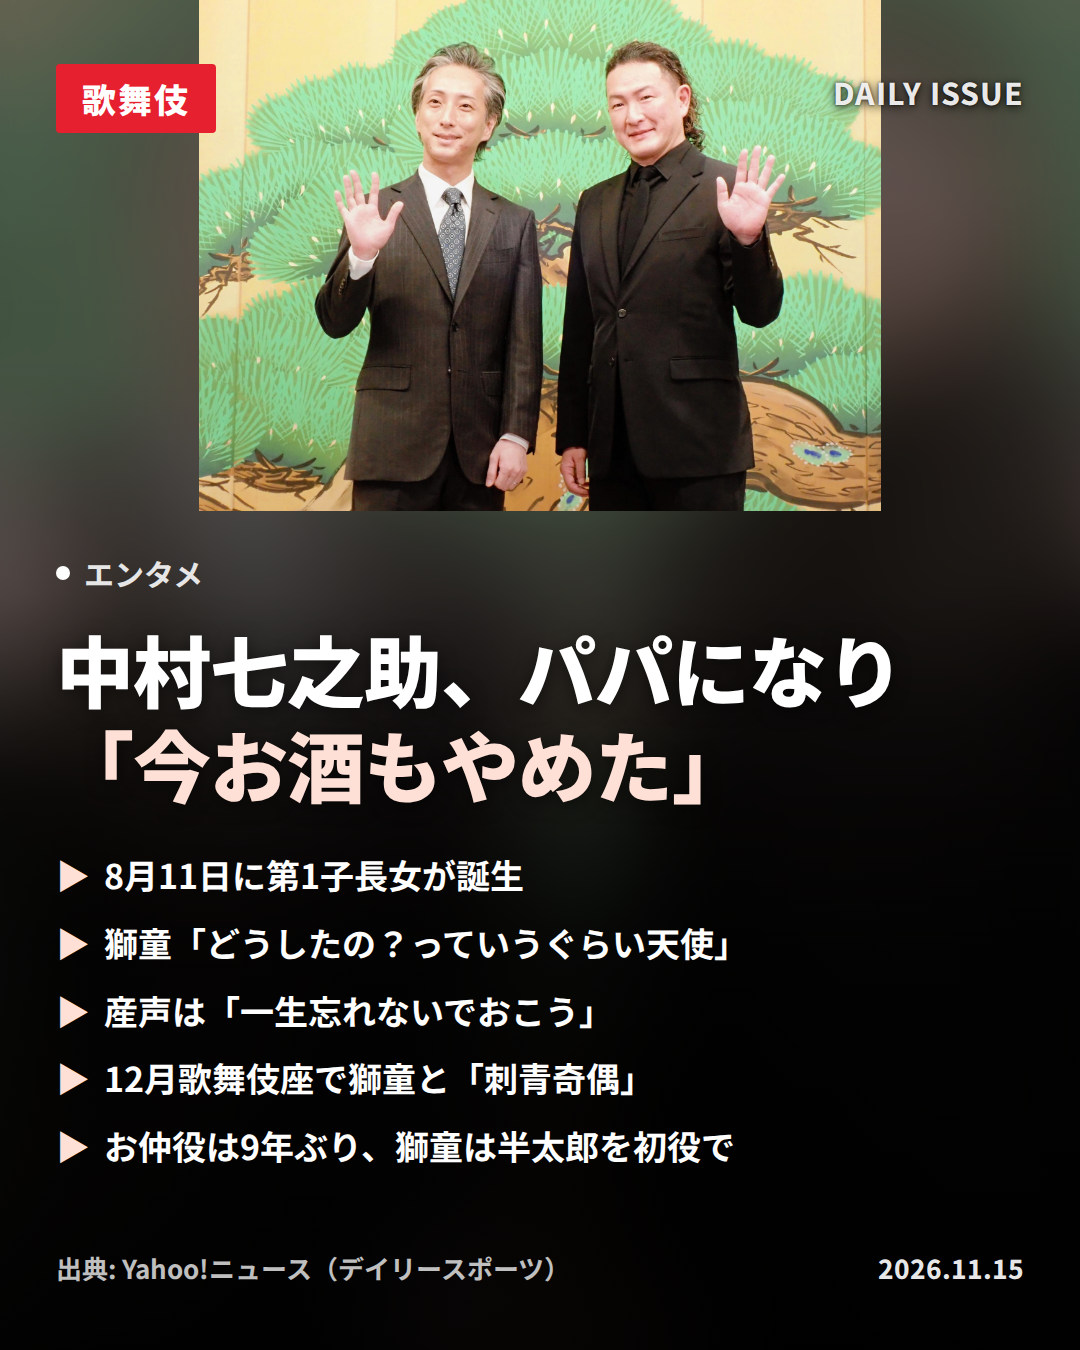 歌舞伎
DAILY ISSUE
エンタメ
中村七之助、パパになり
「今お酒もやめた」
▶ 8月11日に第1子長女が誕生
▶ 獅童「どうしたの？っていうぐらい天使」
▶ 産声は「一生忘れないでおこう」
▶ 12月歌舞伎座で獅童と「刺青奇偶」
▶ お仲役は9年ぶり、獅童は半太郎を初役で
出典: Yahoo!ニュース（デイリースポーツ）
2026.11.15